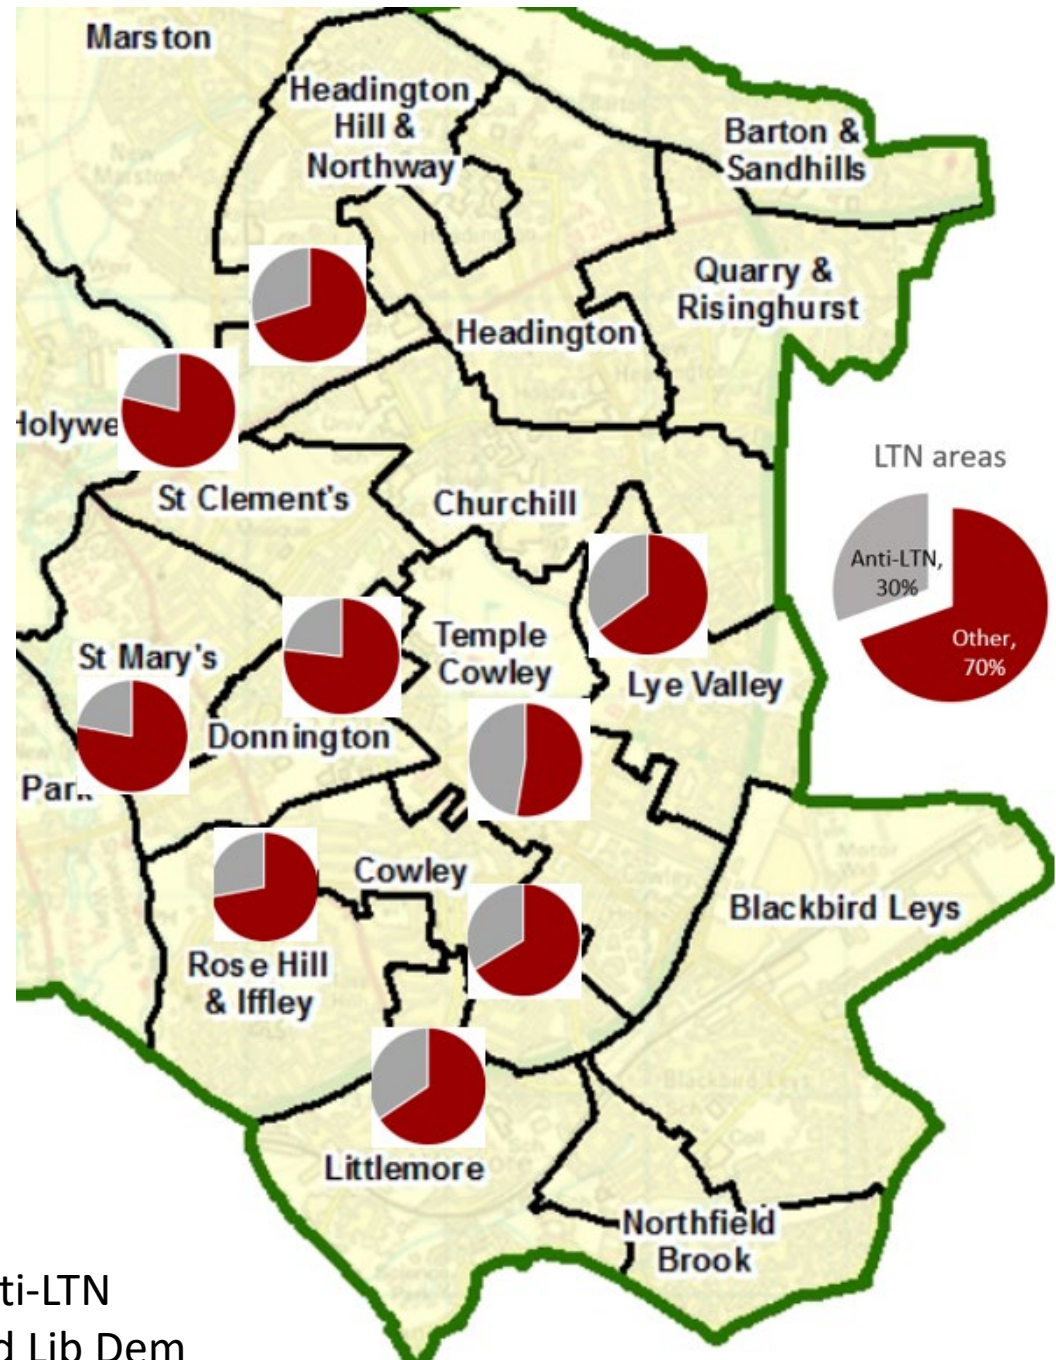 Marston
Headington
Hill &
Northway
Barton &
Sandhills
Quarry &
Risinghurst
Headington
Holywe
LTN areas
St Clement's
Churchill
Anti-LTN,
30%
Other,
70%
Temple
Cowley
St Mary's
Lye Valley
Donnington
Park
Cowley
Blackbird Leys
Rose Hill
& Iffley
Littlemore
Northfield
Brook
ti-LTN
d Lib Dem